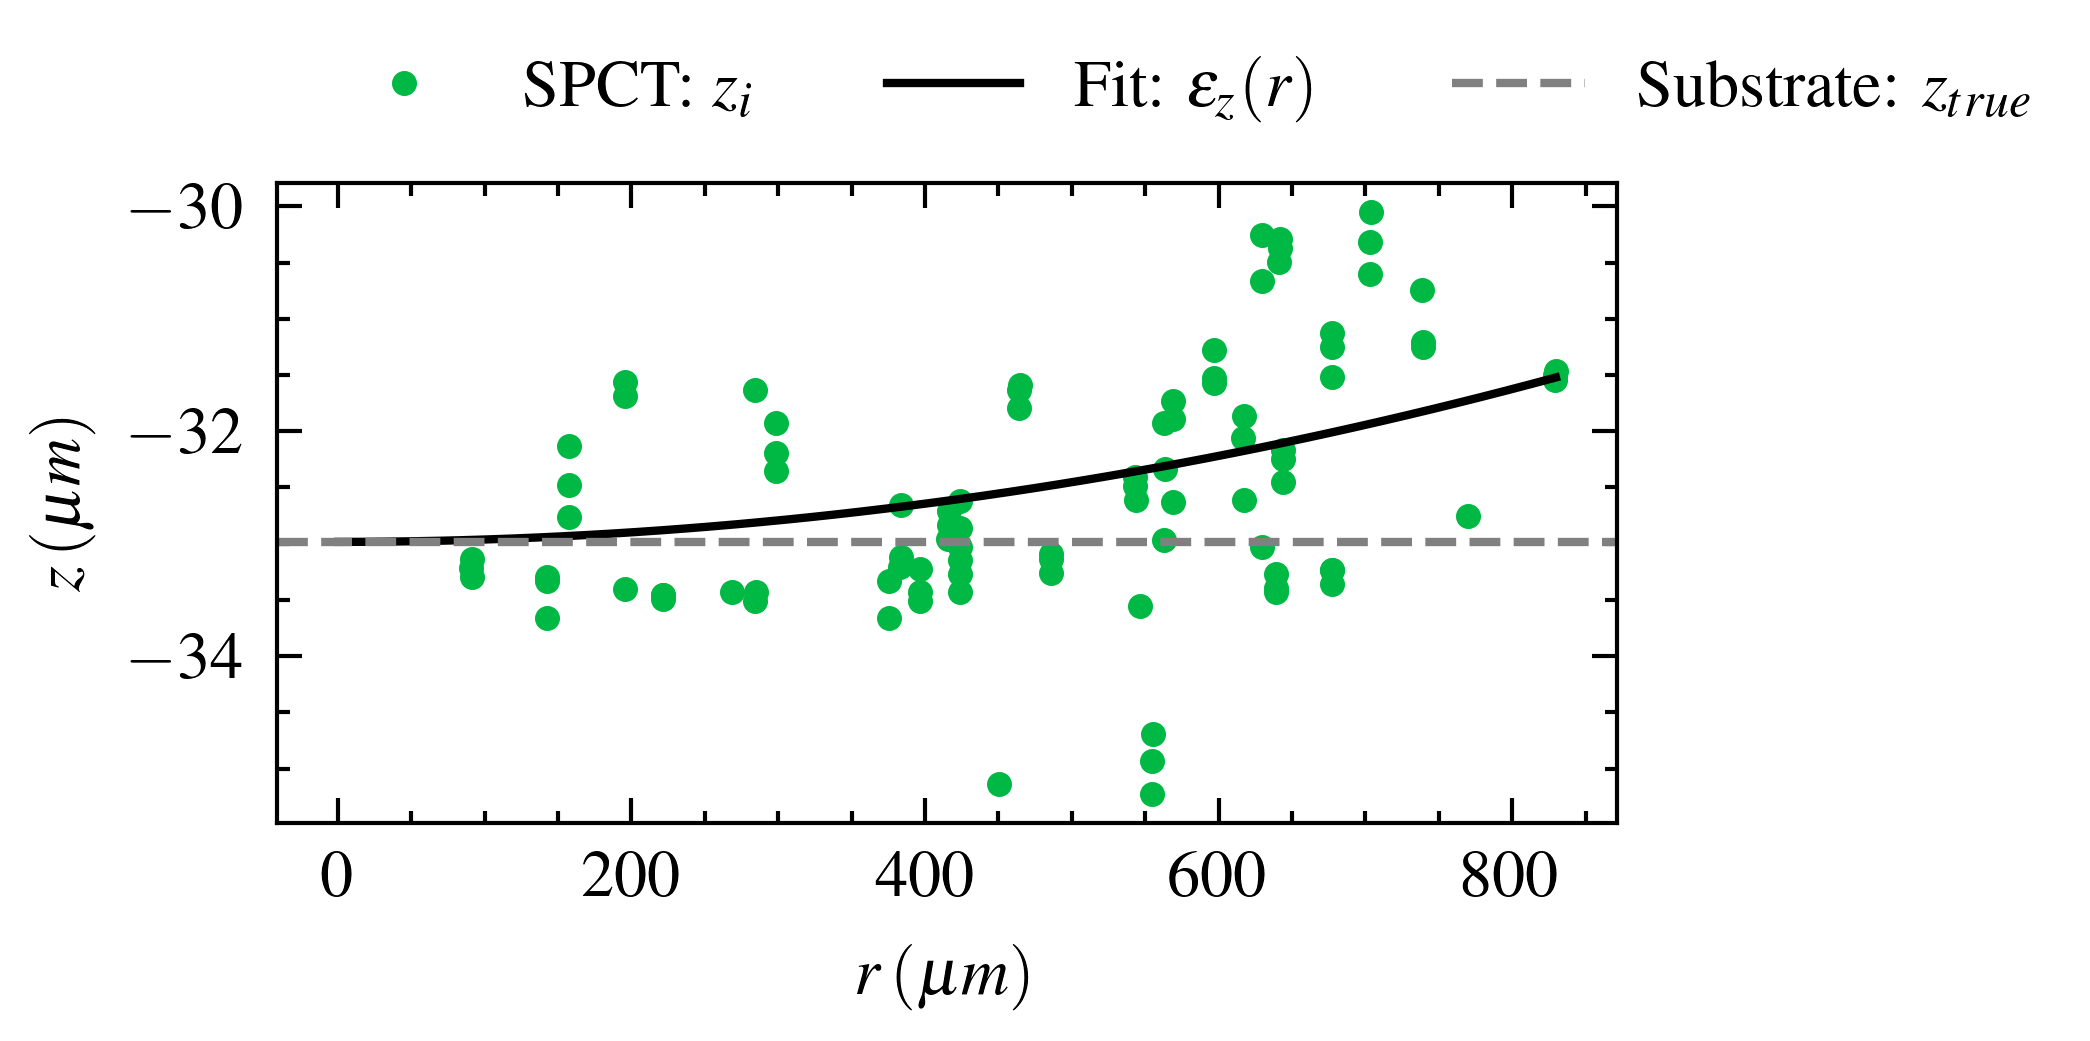 SPCT: z_i Fit: ε_z(r) Substrate: z_true
−30
−32
−34
z (μm)
0 200 400 600 800
r (μm)